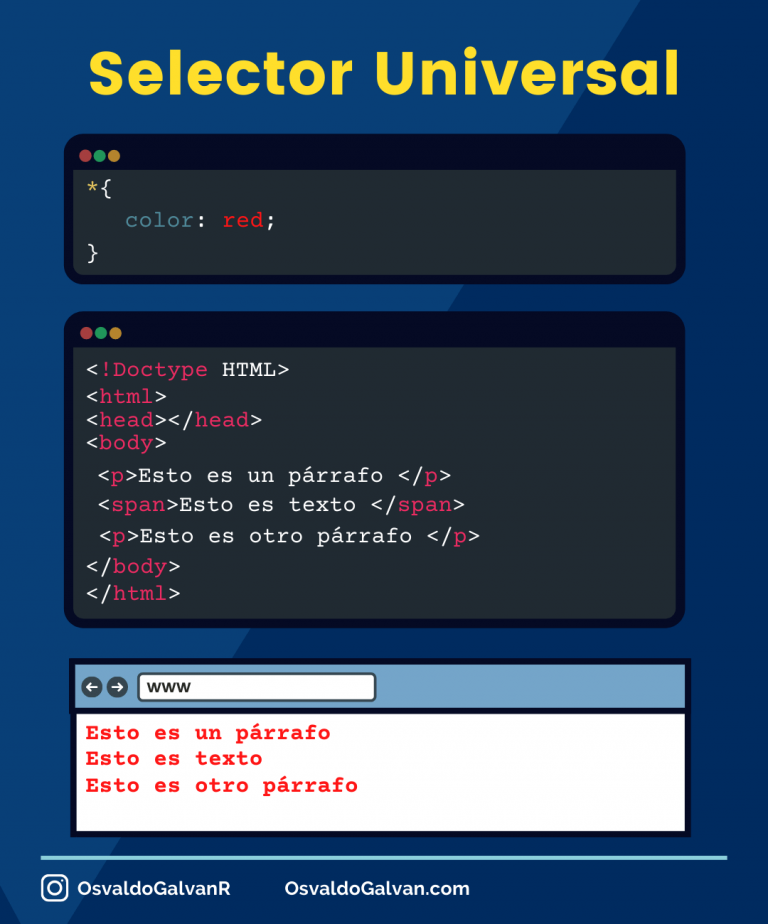 Selector Universal
*{
color: red;
}
<!Doctype HTML>
<html>
<head></head>
<body>
<p>Esto es un párrafo </p>
<span>Esto es texto </span>
<p>Esto es otro párrafo </p>
</body>
</html>
www
Esto es un párrafo
Esto es texto
Esto es otro párrafo
OsvaldoGalvanR OsvaldoGalvan.com